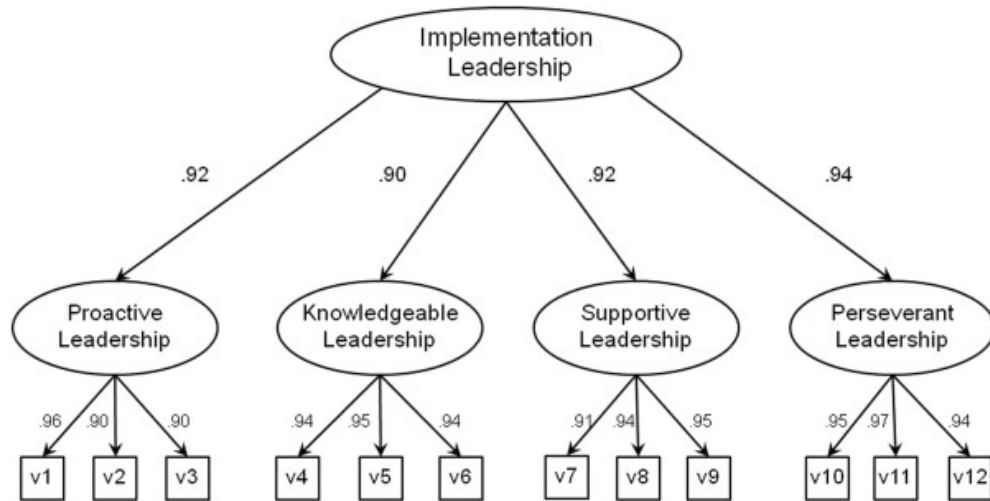 Implementation
Leadership
.92
.90
.92
.94
Proactive
Leadership
Knowledgeable
Leadership
Supportive
Leadership
Perseverant
Leadership
.96
.90
.90
.94
.95
.94
.91
.94
.95
.95
.97
.94
v1
v2
v3
v4
v5
v6
v7
v8
v9
v10
v11
v12